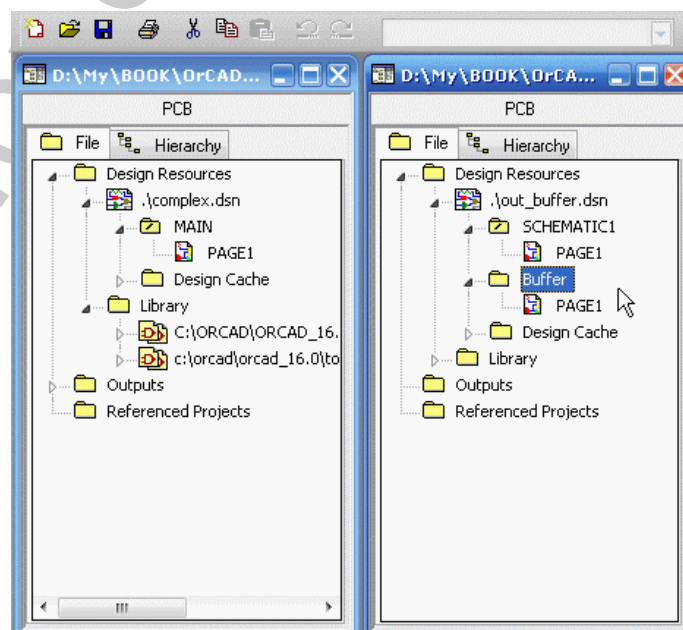 D:\My\BOOK\OrCAD...
PCB
File
Hierarchy
Design Resources
.\complex.dsn
MAIN
PAGE1
Design Cache
Library
C:\ORCAD\ORCAD_16.
c:\orcad\orcad_16.0\to
Outputs
Referenced Projects
D:\My\BOOK\OrCA...
PCB
File
Hierarchy
Design Resources
.\out_buffer.dsn
SCHEMATIC1
PAGE1
Buffer
PAGE1
Design Cache
Library
Outputs
Referenced Projects